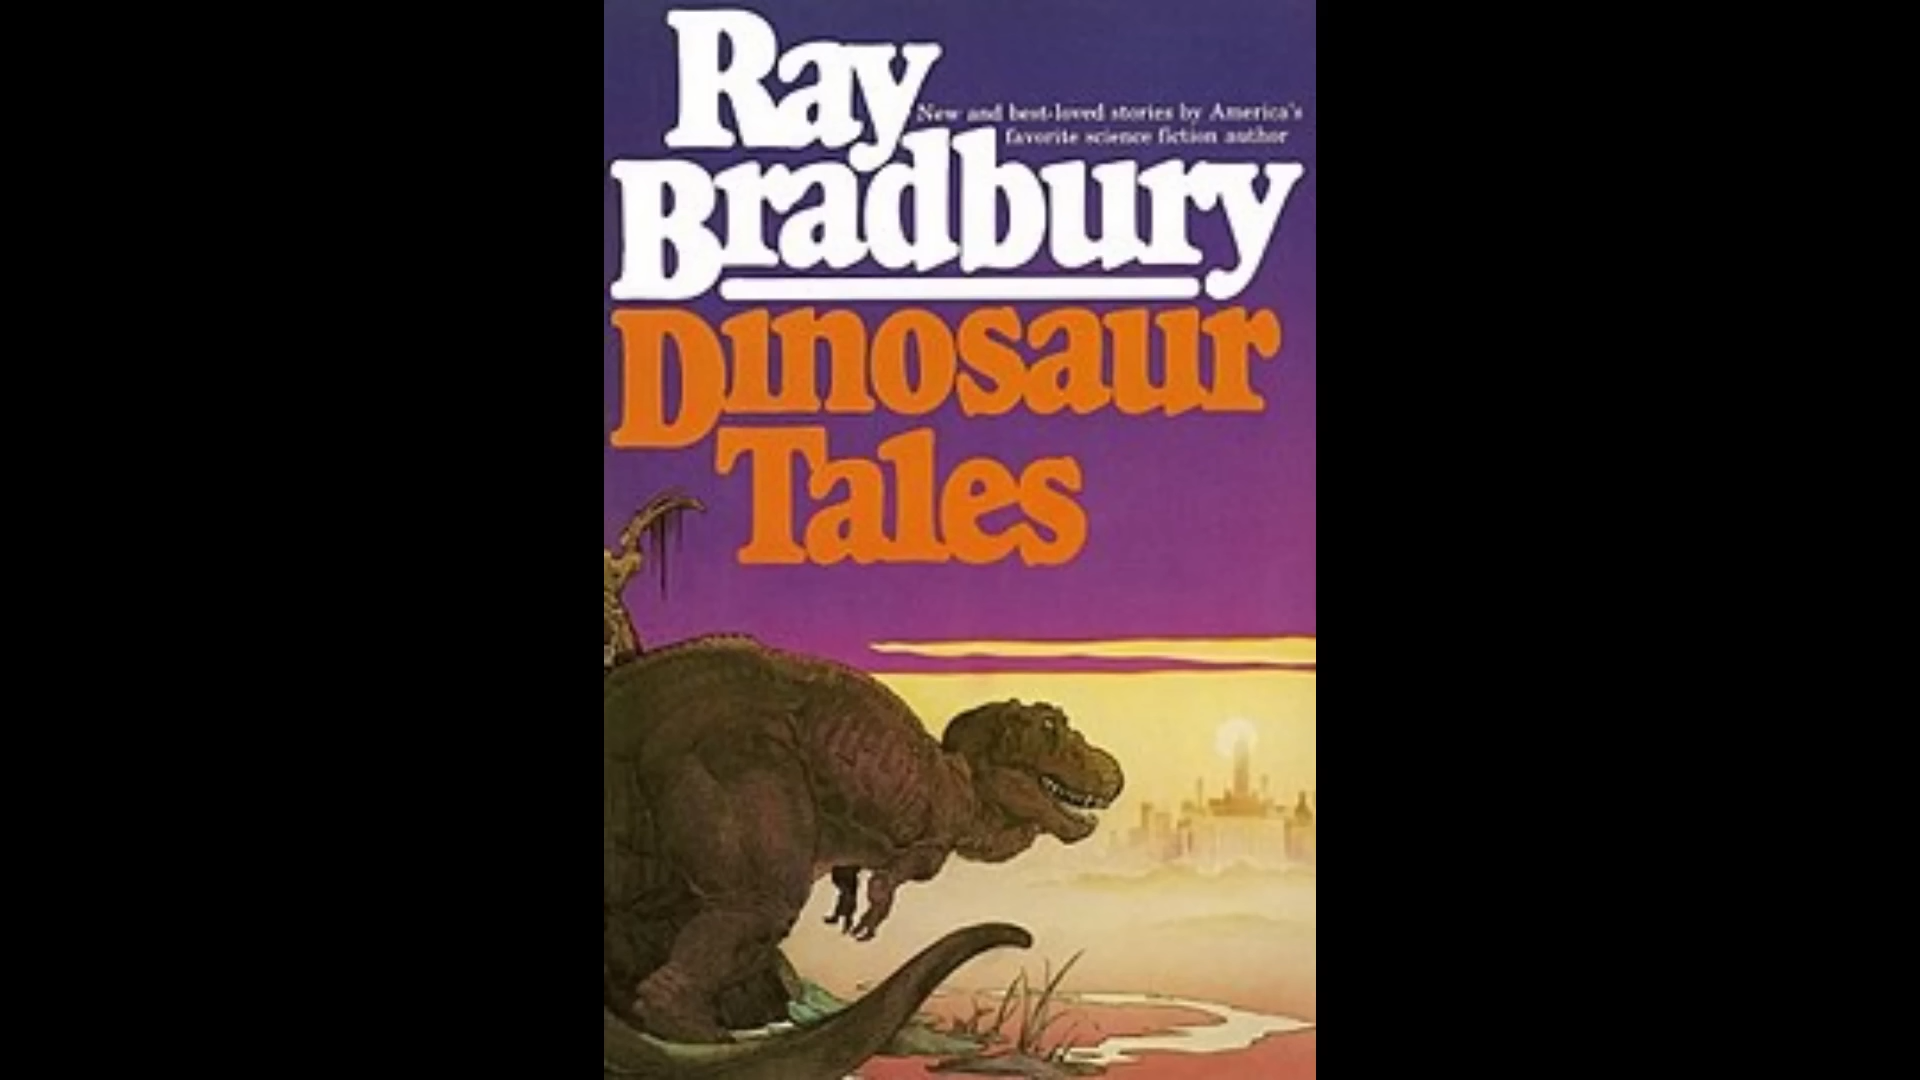 Ray
New and best-loved stories by America's
favorite science fiction author
Bradbury
Dinosaur
Tales